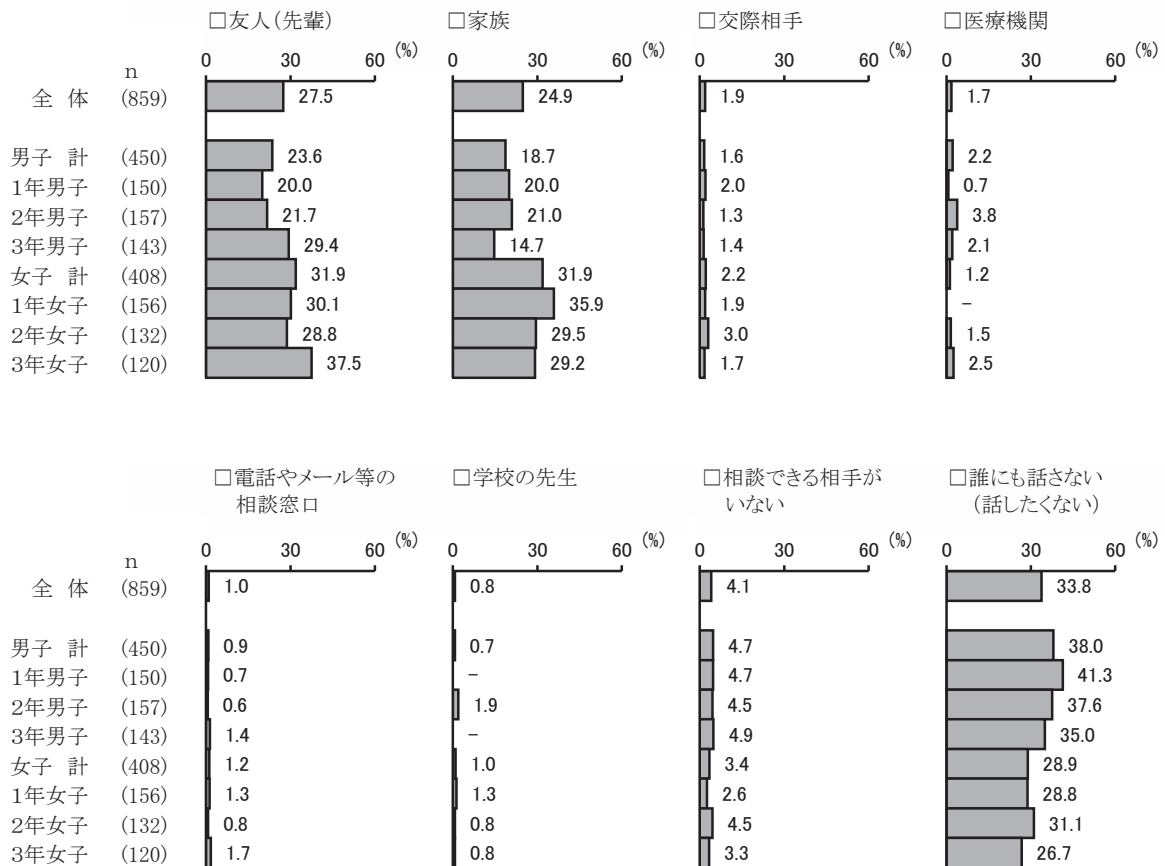 □友人（先輩） □家族 □交際相手 □医療機関
0 30 60 (%) 0 30 60 (%) 0 30 60 (%) 0 30 60 (%)
n
全 体 (859) 27.5 24.9 1.9 1.7
男子 計 (450) 23.6 18.7 1.6 2.2
1年男子 (150) 20.0 20.0 2.0 0.7
2年男子 (157) 21.7 21.0 1.3 3.8
3年男子 (143) 29.4 14.7 1.4 2.1
女子 計 (408) 31.9 31.9 2.2 1.2
1年女子 (156) 30.1 35.9 1.9 −
2年女子 (132) 28.8 29.5 3.0 1.5
3年女子 (120) 37.5 29.2 1.7 2.5
□電話やメール等の □学校の先生 □相談できる相手が □誰にも話さない
相談窓口 いない （話したくない）
0 30 60 (%) 0 30 60 (%) 0 30 60 (%) 0 30 60 (%)
n
全 体 (859) 1.0 0.8 4.1 33.8
男子 計 (450) 0.9 0.7 4.7 38.0
1年男子 (150) 0.7 − 4.7 41.3
2年男子 (157) 0.6 1.9 4.5 37.6
3年男子 (143) 1.4 − 4.9 35.0
女子 計 (408) 1.2 1.0 3.4 28.9
1年女子 (156) 1.3 1.3 2.6 28.8
2年女子 (132) 0.8 0.8 4.5 31.1
3年女子 (120) 1.7 0.8 3.3 26.7